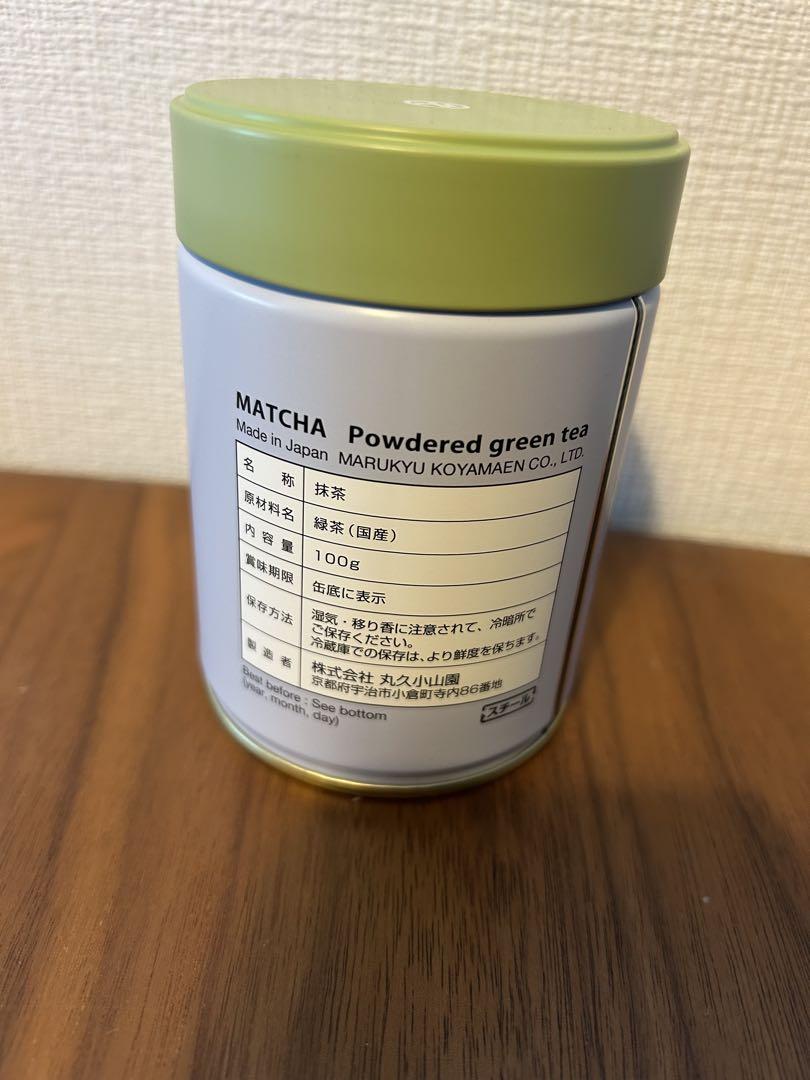 MATCHA Powdered green tea
Made in Japan MARUKYU KOYAMAEN CO., LTD.
名称 抹茶
原材料名 緑茶(国産)
内容量 100g
賞味期限 缶底に表示
保存方法 湿気・移り香に注意されて、冷暗所で
ご保存ください。
冷蔵庫での保存は、より鮮度を保ちます。
製造者 株式会社 丸久小山園
京都府宇治市小倉町寺内86番地
Best before : See bottom
(year, month, day)
スチール